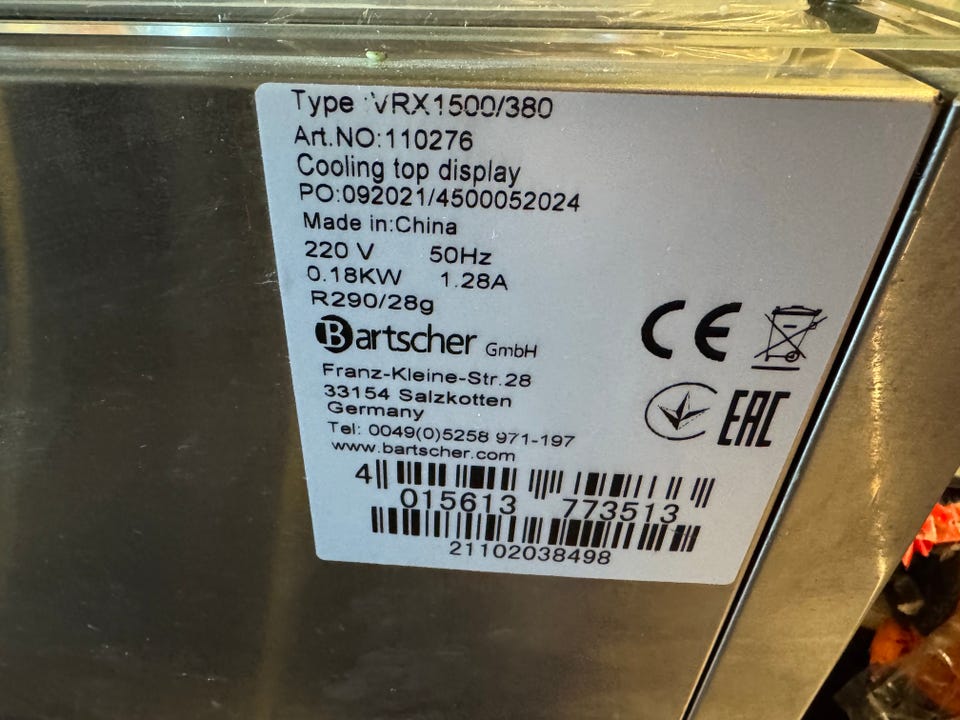 Type :VRX1500/380
Art.NO:110276
Cooling top display
PO:092021/4500052024
Made in:China
220 V 50Hz
0.18KW 1.28A
R290/28g
Bartscher GmbH
Franz-Kleine-Str.28
33154 Salzkotten
Germany
Tel: 0049(0)5258 971-197
www.bartscher.com
CE
EAC
4 015613 773513
21102038498